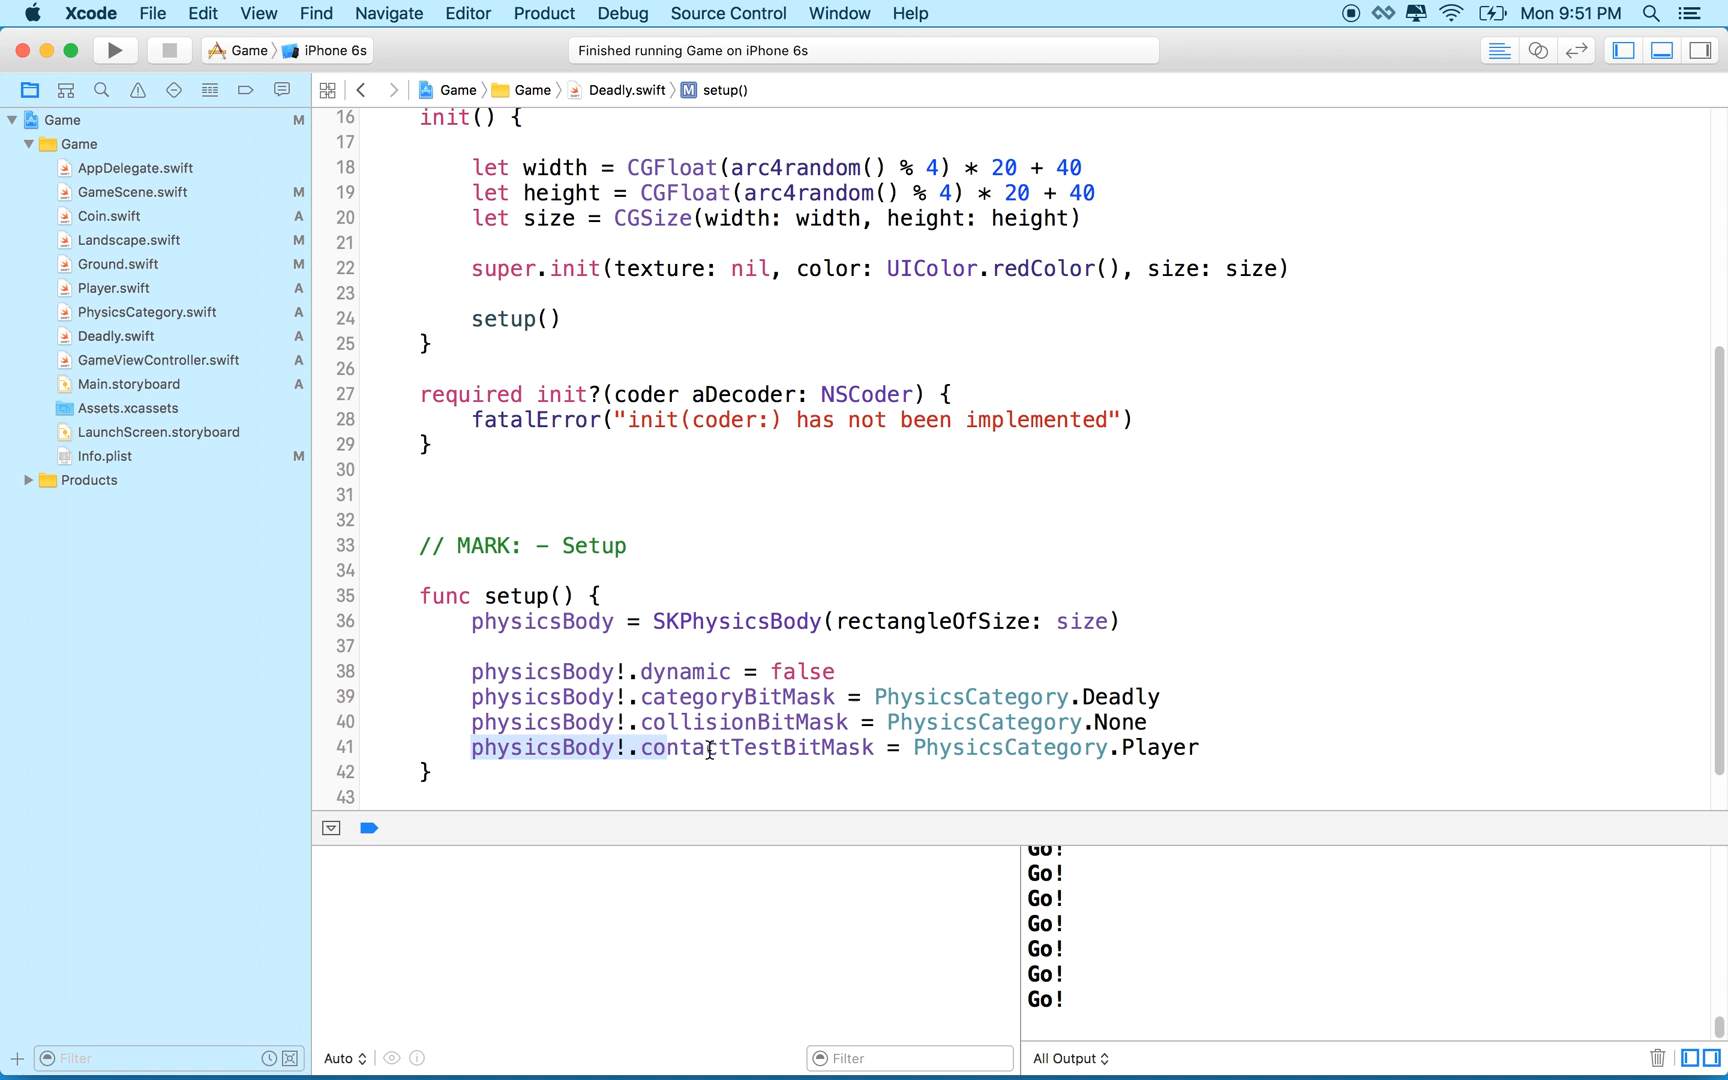 Xcode File Edit View Find Navigate Editor Product Debug Source Control Window Help Mon 9:51 PM
Game iPhone 6s Finished running Game on iPhone 6s
Game Game Deadly.swift M setup()
Game M
Game
AppDelegate.swift
GameScene.swift M
Coin.swift A
Landscape.swift M
Ground.swift M
Player.swift A
PhysicsCategory.swift A
Deadly.swift A
GameViewController.swift A
Main.storyboard A
Assets.xcassets
LaunchScreen.storyboard
Info.plist M
Products
16 init() {
17
18 let width = CGFloat(arc4random() % 4) * 20 + 40
19 let height = CGFloat(arc4random() % 4) * 20 + 40
20 let size = CGSize(width: width, height: height)
21
22 super.init(texture: nil, color: UIColor.redColor(), size: size)
23
24 setup()
25 }
26
27 required init?(coder aDecoder: NSCoder) {
28 fatalError("init(coder:) has not been implemented")
29 }
30
31
32
33 // MARK: - Setup
34
35 func setup() {
36 physicsBody = SKPhysicsBody(rectangleOfSize: size)
37
38 physicsBody!.dynamic = false
39 physicsBody!.categoryBitMask = PhysicsCategory.Deadly
40 physicsBody!.collisionBitMask = PhysicsCategory.None
41 physicsBody!.contactTestBitMask = PhysicsCategory.Player
42 }
43
Go!
Go!
Go!
Go!
Go!
Go!
Go!
Filter Auto Filter All Output